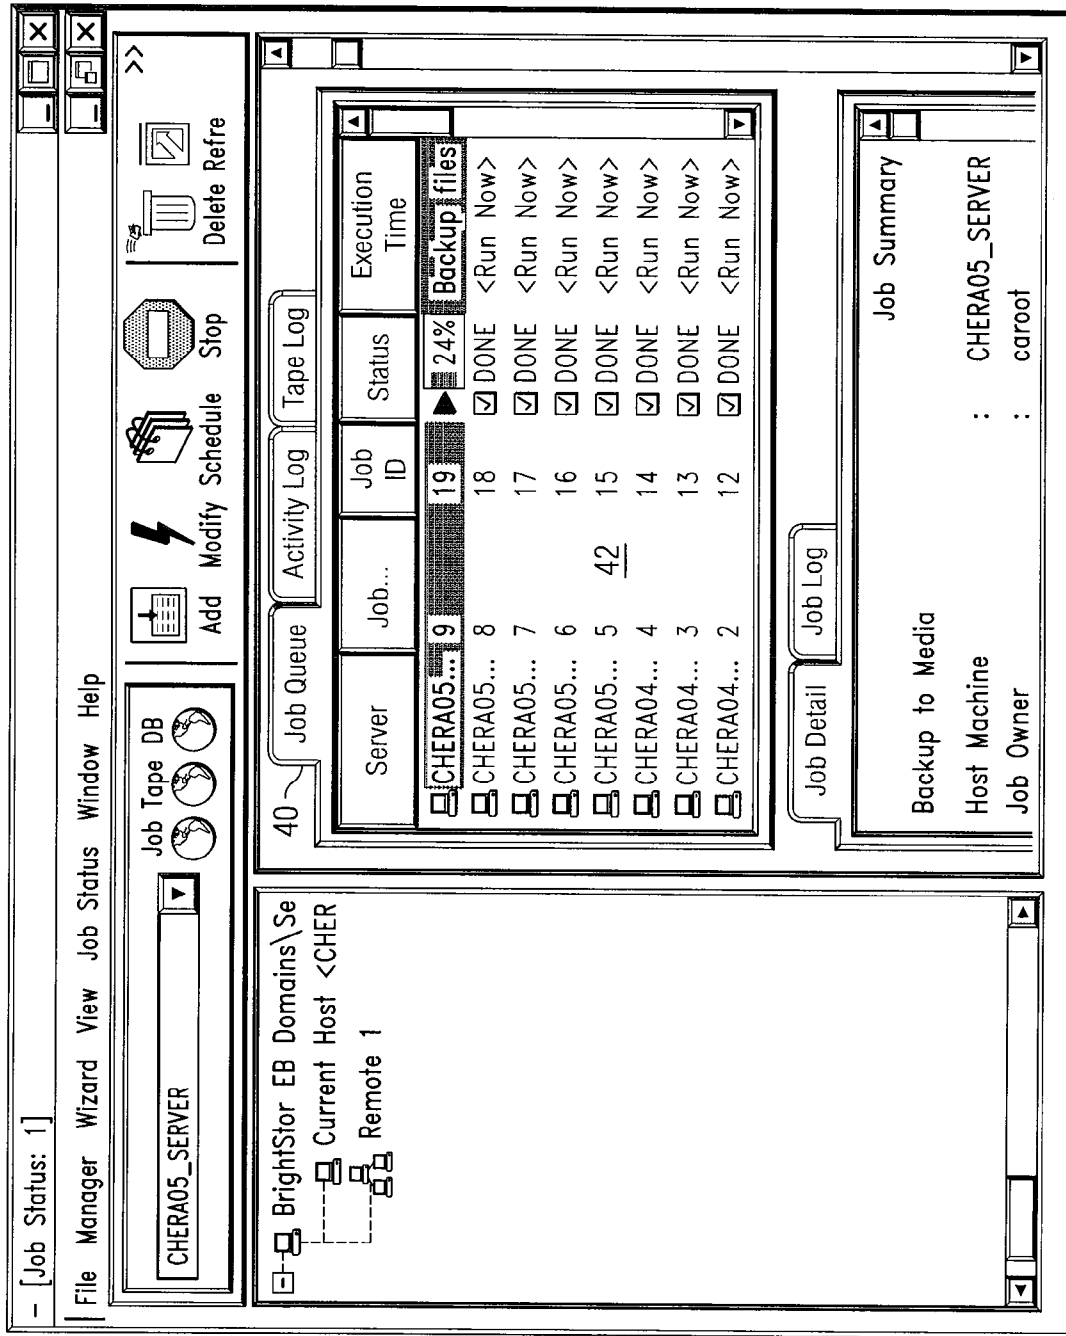 - [Job Status: 1]
File Manager Wizard View Job Status Window Help
CHERA05_SERVER
Job Tape DB
Add Modify Schedule Stop Delete Refre >>
BrightStor EB Domains\Se
Current Host <CHER
Remote 1
40
Job Queue Activity Log Tape Log
Server Job... Job ID Status Execution Time
CHERA05... 9 19 24% Backup files
CHERA05... 8 18 DONE <Run Now>
CHERA05... 7 17 DONE <Run Now>
CHERA05... 6 16 DONE <Run Now>
CHERA05... 5 15 DONE <Run Now>
CHERA04... 4 14 DONE <Run Now>
CHERA04... 3 13 DONE <Run Now>
CHERA04... 2 12 DONE <Run Now>
42
Job Detail Job Log
Job Summary
Backup to Media
Host Machine : CHERA05_SERVER
Job Owner : caroot